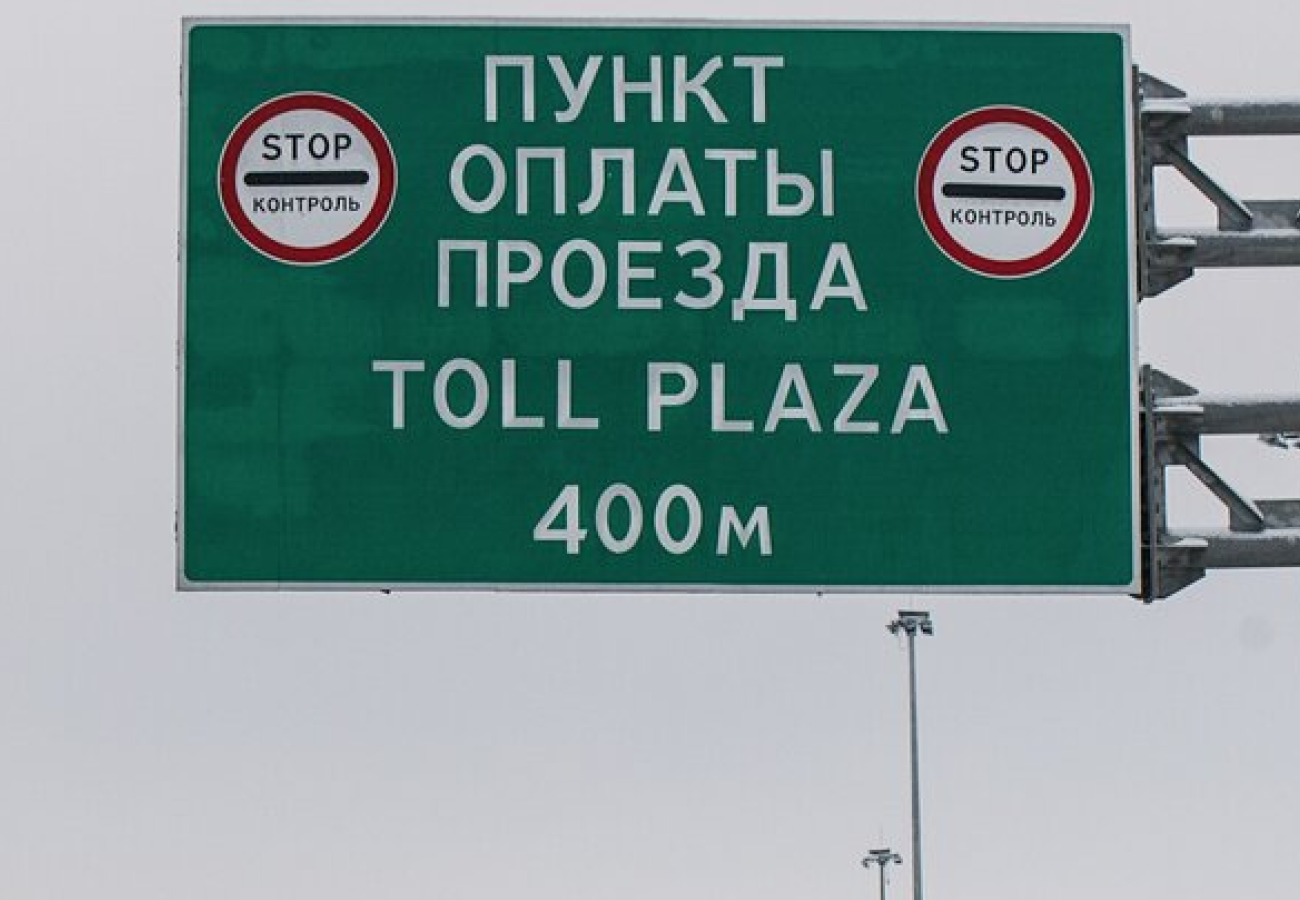 ПУНКТ
ОПЛАТЫ
ПРОЕЗДА
STOP
КОНТРОЛЬ
STOP
КОНТРОЛЬ
TOLL PLAZA
400м